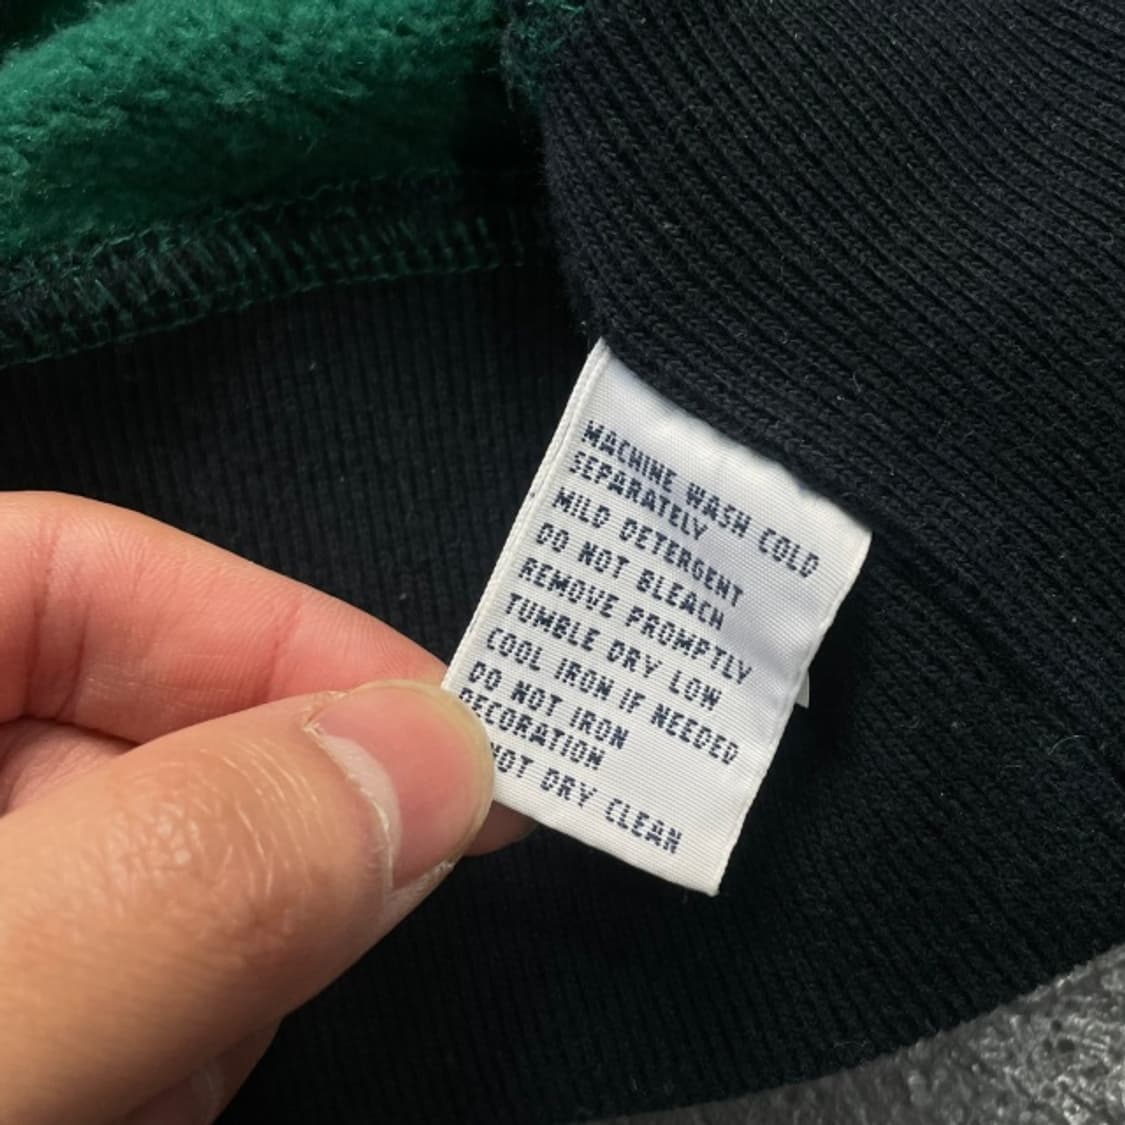 MACHINE WASH COLD
SEPARATELY
MILD DETERGENT
DO NOT BLEACH
REMOVE PROMPTLY
TUMBLE DRY LOW
COOL IRON IF NEEDED
DO NOT IRON
DECORATION
NOT DRY CLEAN